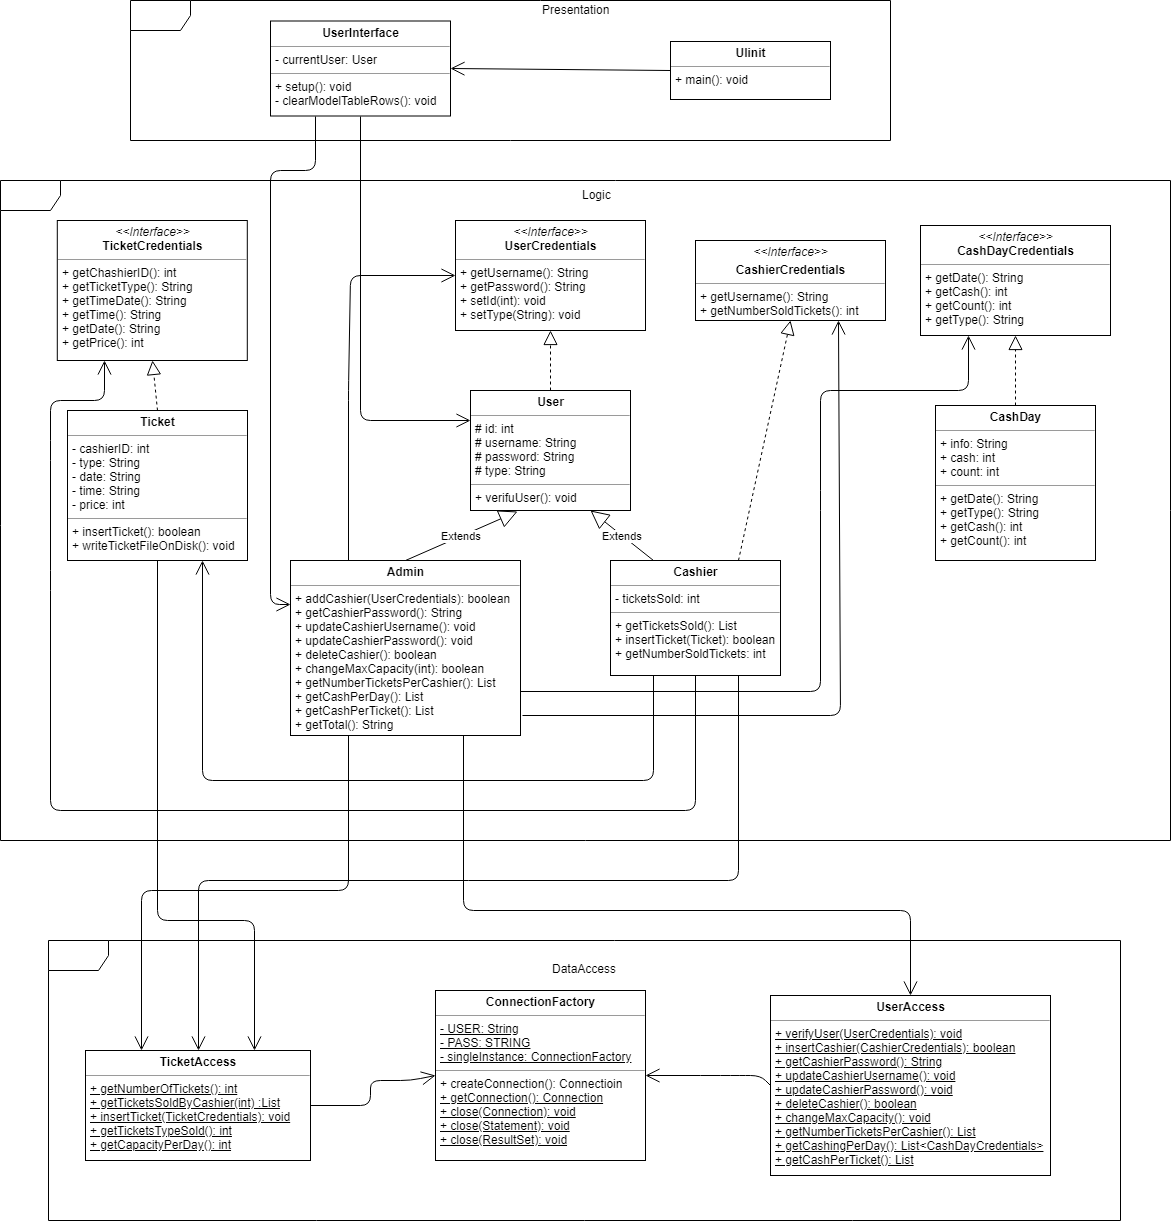 Presentation
UserInterface
- currentUser: User
+ setup(): void
- clearModelTableRows(): void
UIinit
+ main(): void
Logic
<<Interface>>
TicketCredentials
+ getChashierID(): int
+ getTicketType(): String
+ getTimeDate(): String
+ getTime(): String
+ getDate(): String
+ getPrice(): int
<<Interface>>
UserCredentials
+ getUsername(): String
+ getPassword(): String
+ setId(int): void
+ setType(String): void
<<Interface>>
CashierCredentials
+ getUsername(): String
+ getNumberSoldTickets(): int
<<Interface>>
CashDayCredentials
+ getDate(): String
+ getCash(): int
+ getCount(): int
+ getType(): String
Ticket
- cashierID: int
- type: String
- date: String
- time: String
- price: int
+ insertTicket(): boolean
+ writeTicketFileOnDisk(): void
User
# id: int
# username: String
# password: String
# type: String
+ verifuUser(): void
CashDay
+ info: String
+ cash: int
+ count: int
+ getDate(): String
+ getType(): String
+ getCash(): int
+ getCount(): int
Extends
Extends
Admin
+ addCashier(UserCredentials): boolean
+ getCashierPassword(): String
+ updateCashierUsername(): void
+ updateCashierPassword(): void
+ deleteCashier(): boolean
+ changeMaxCapacity(int): boolean
+ getNumberTicketsPerCashier(): List
+ getCashPerDay(): List
+ getCashPerTicket(): List
+ getTotal(): String
Cashier
- ticketsSold: int
+ getTicketsSold(): List
+ insertTicket(Ticket): boolean
+ getNumberSoldTickets: int
DataAccess
TicketAccess
+ getNumberOfTickets(): int
+ getTicketsSoldByCashier(int) :List
+ insertTicket(TicketCredentials): void
+ getTicketsTypeSold(): int
+ getCapacityPerDay(): int
ConnectionFactory
- USER: String
- PASS: STRING
- singleInstance: ConnectionFactory
+ createConnection(): Connectioin
+ getConnection(): Connection
+ close(Connection): void
+ close(Statement): void
+ close(ResultSet): void
UserAccess
+ verifyUser(UserCredentials): void
+ insertCashier(CashierCredentials): boolean
+ getCashierPassword(): String
+ updateCashierUsername(): void
+ updateCashierPassword(): void
+ deleteCashier(): boolean
+ changeMaxCapacity(): void
+ getNumberTicketsPerCashier(): List
+ getCashingPerDay(): List<CashDayCredentials>
+ getCashPerTicket(): List